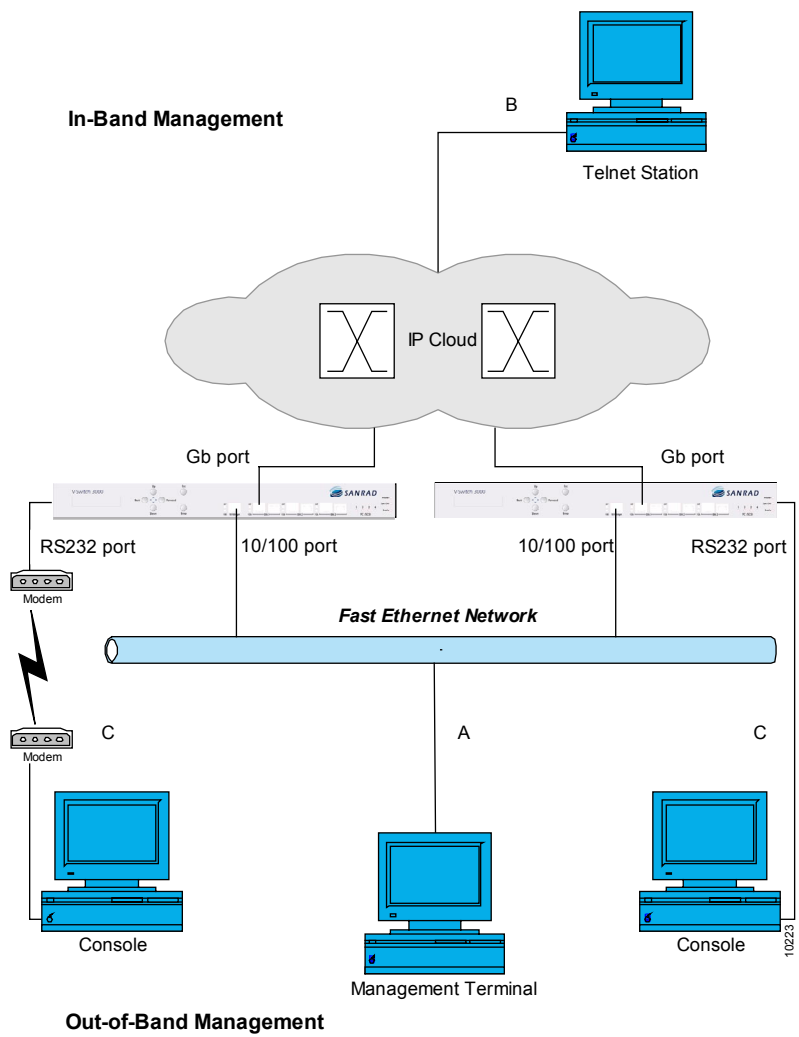 B
In-Band Management
Telnet Station
IP Cloud
Gb port
Gb port
SANRAD
SANRAD
RS232 port
10/100 port
10/100 port
RS232 port
Modem
Fast Ethernet Network
C
A
C
Modem
Console
Management Terminal
Console
10223
Out-of-Band Management